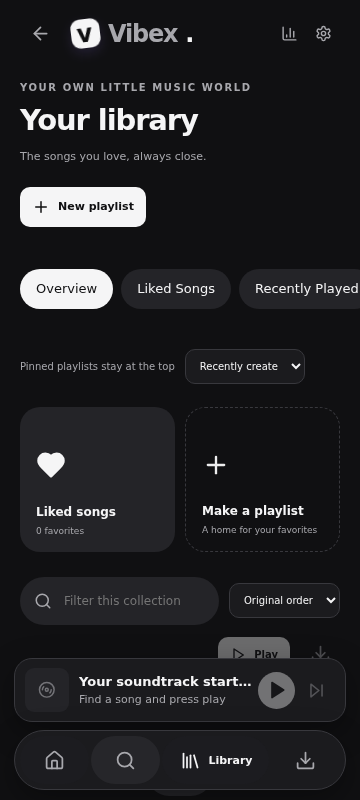 V Vibex .
YOUR OWN LITTLE MUSIC WORLD
Your library
The songs you love, always close.
New playlist
Overview
Liked Songs
Recently Played
Pinned playlists stay at the top
Recently create
Liked songs
0 favorites
Make a playlist
A home for your favorites
Filter this collection
Original order
Play
Your soundtrack start…
Find a song and press play
Library